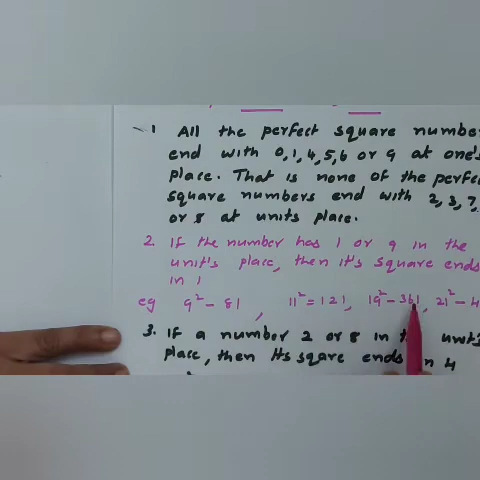 1 All the perfect square number
end with 0,1,4,5,6 or 9 at one's
place. That is none of the perfec
square numbers end with 2, 3, 7,
or 8 at units place.
2. If the number has 1 or 9 in the
unit's place, then it's square ends
in 1
eg 9² - 81, 11² = 121, 19² - 361, 21² - 4
3. If a number 2 or 8 in the unit's
place, then its sqare ends in 4